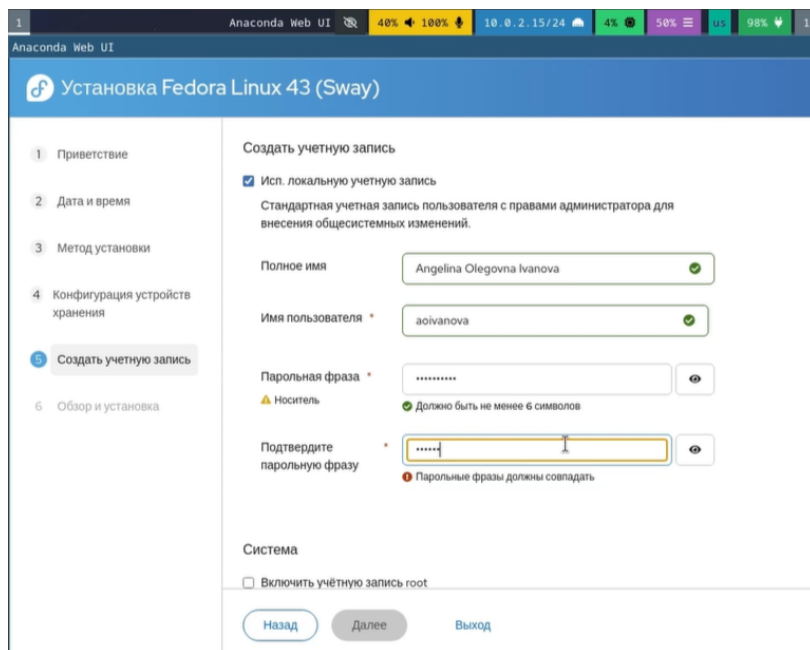 1 Anaconda Web UI 40% 100% 10.0.2.15/24 4% 50% us 98% 1
Anaconda Web UI
Установка Fedora Linux 43 (Sway)
1 Приветствие
2 Дата и время
3 Метод установки
4 Конфигурация устройств
хранения
5 Создать учетную запись
6 Обзор и установка
Создать учетную запись
Исп. локальную учетную запись
Стандартная учетная запись пользователя с правами администратора для
внесения общесистемных изменений.
Полное имя
Angelina Olegovna Ivanova
Имя пользователя *
aoivanova
Парольная фраза *
••••••••••
Носитель
Должно быть не менее 6 символов
Подтвердите
парольную фразу *
••••••
Парольные фразы должны совпадать
Система
Включить учётную запись root
Назад Далее Выход